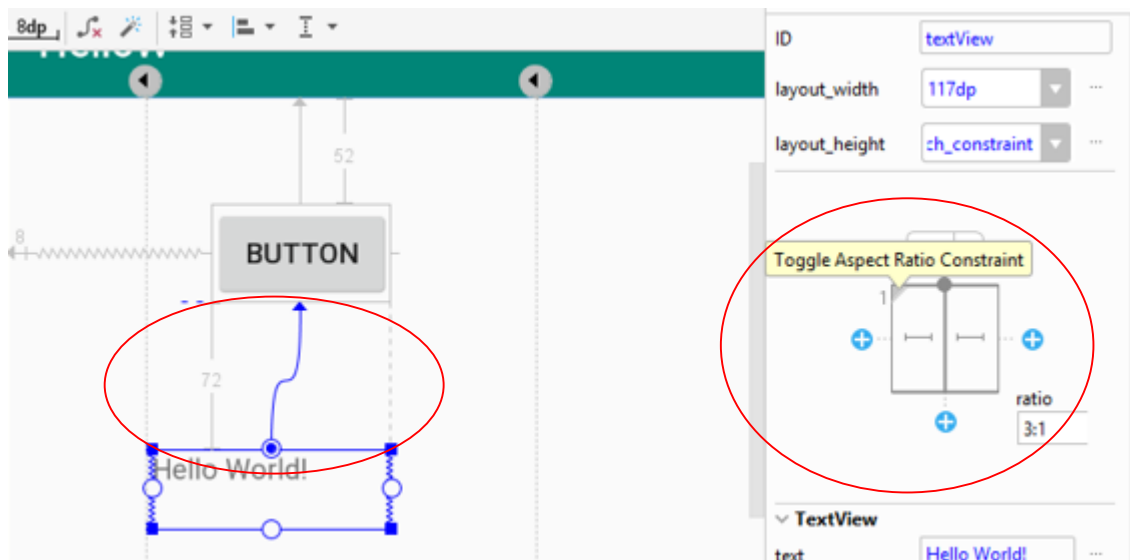 8dp
HelloW
ID
textView
layout_width
117dp
layout_height
:h_constraint
52
8
BUTTON
Toggle Aspect Ratio Constraint
1
72
ratio
3:1
Hello World!
TextView
text
Hello World!